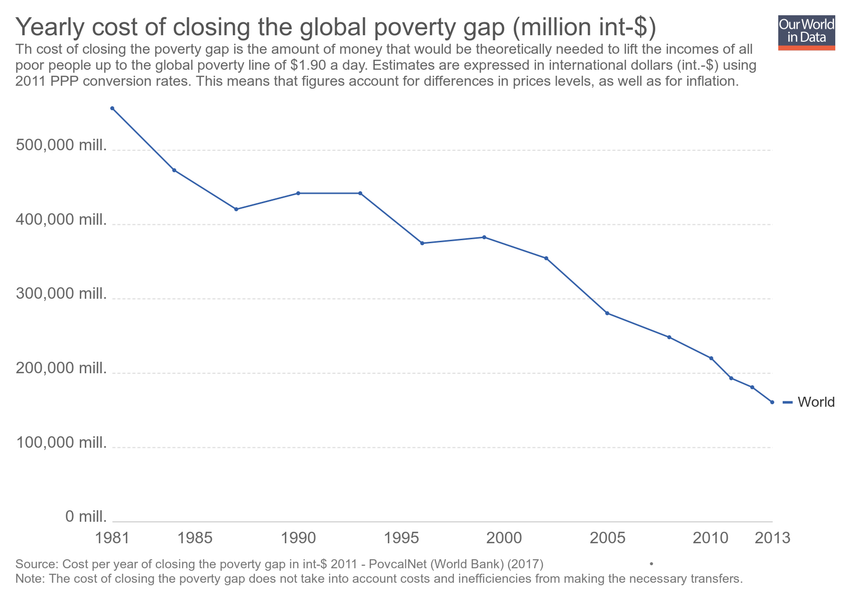 Yearly cost of closing the global poverty gap (million int-$)
Our World
in Data
Th cost of closing the poverty gap is the amount of money that would be theoretically needed to lift the incomes of all
poor people up to the global poverty line of $1.90 a day. Estimates are expressed in international dollars (int.-$) using
2011 PPP conversion rates. This means that figures account for differences in prices levels, as well as for inflation.
500,000 mill.
400,000 mill.
300,000 mill.
200,000 mill.
World
100,000 mill.
0 mill.
1981 1985 1990 1995 2000 2005 2010 2013
Source: Cost per year of closing the poverty gap in int-$ 2011 - PovcalNet (World Bank) (2017) •
Note: The cost of closing the poverty gap does not take into account costs and inefficiencies from making the necessary transfers.